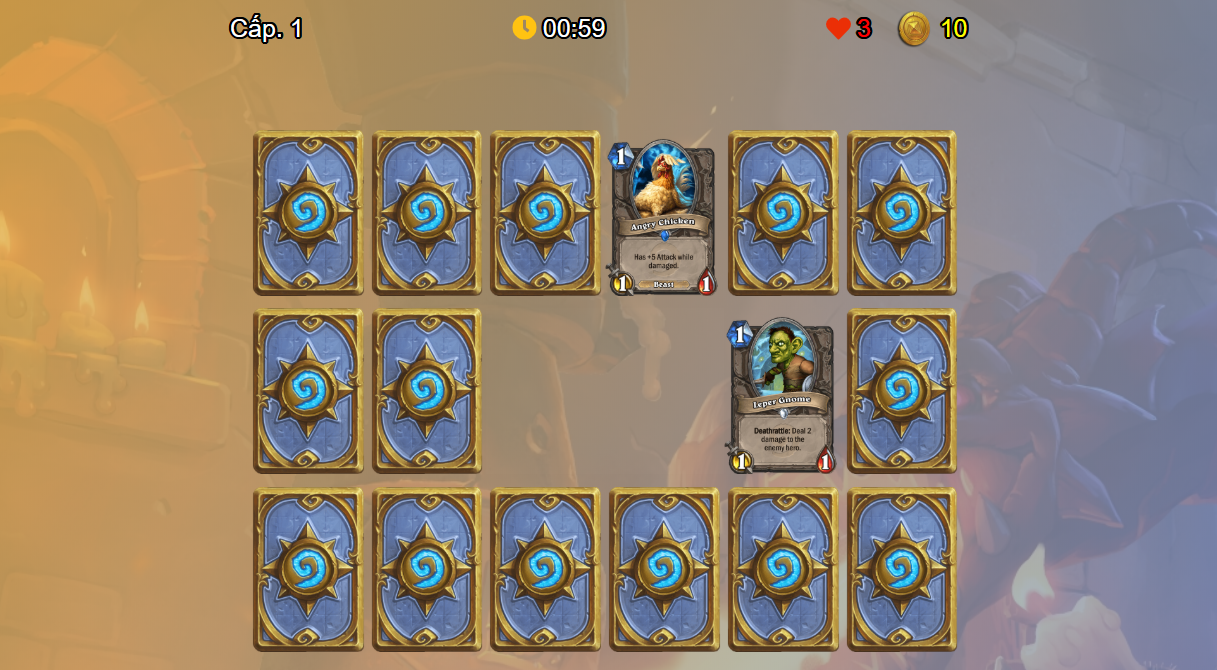 Cấp. 1
00:59
3
10
1
Angry Chicken
Has +5 Attack while
damaged.
1
Beast
1
1
Leper Gnome
Deathrattle: Deal 2
damage to the
enemy hero.
1
1